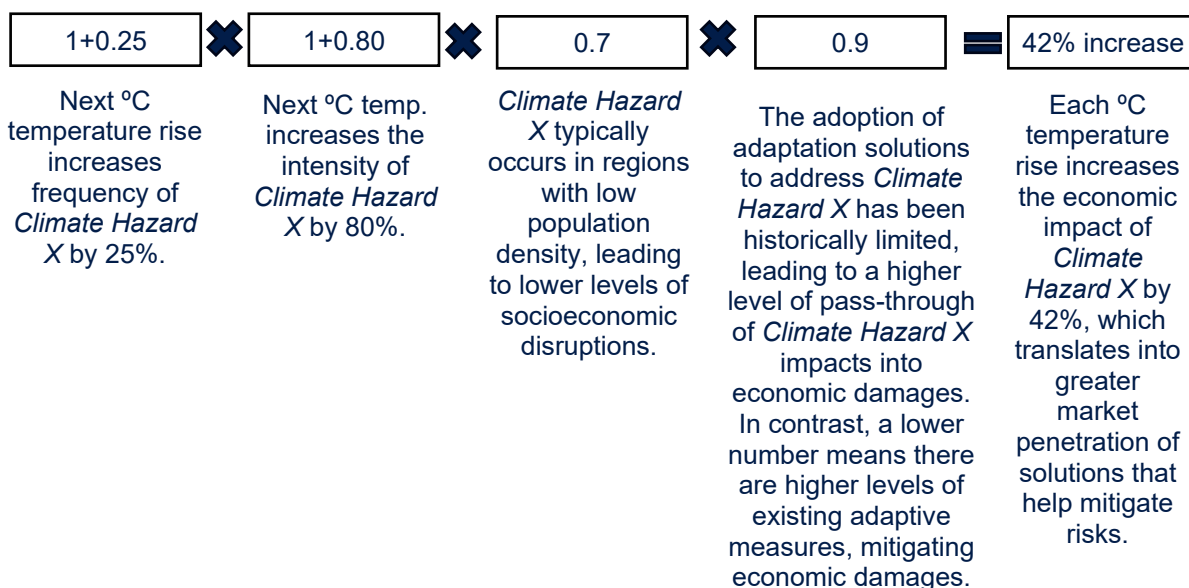 1+0.25
1+0.80
0.7
0.9
42% increase
Next ºC
temperature rise
increases
frequency of
Climate Hazard
X by 25%.
Next ºC temp.
increases the
intensity of
Climate Hazard
X by 80%.
Climate Hazard
X typically
occurs in regions
with low
population
density, leading
to lower levels of
socioeconomic
disruptions.
The adoption of
adaptation solutions
to address Climate
Hazard X has been
historically limited,
leading to a higher
level of pass-through
of Climate Hazard X
impacts into
economic damages.
In contrast, a lower
number means there
are higher levels of
existing adaptive
measures, mitigating
economic damages.
Each ºC
temperature
rise increases
the economic
impact of
Climate
Hazard X by
42%, which
translates into
greater
market
penetration of
solutions that
help mitigate
risks.